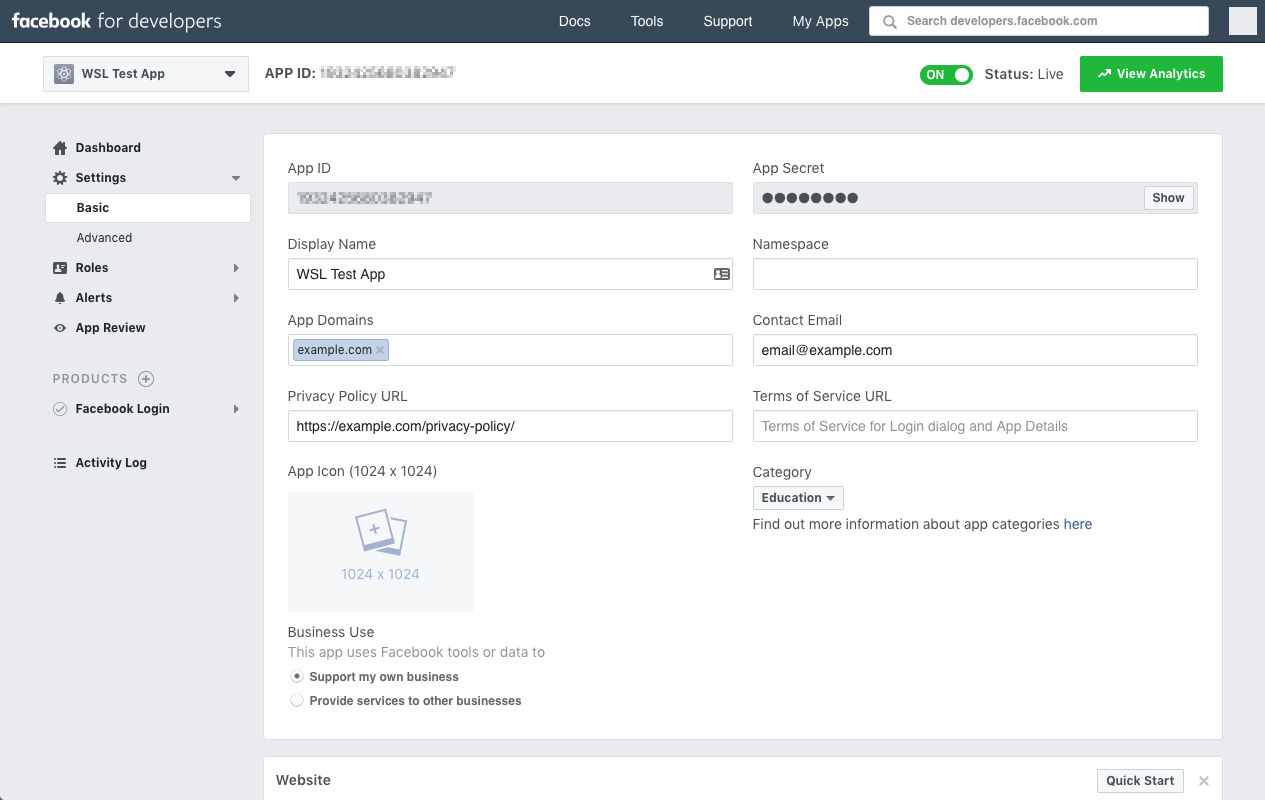 facebook for developers Docs Tools Support My Apps Search developers.facebook.com
WSL Test App APP ID: ON Status: Live View Analytics
Dashboard
Settings
Basic
Advanced
Roles
Alerts
App Review
PRODUCTS
Facebook Login
Activity Log
App ID App Secret
Show
Display Name Namespace
WSL Test App
App Domains Contact Email
example.com email@example.com
Privacy Policy URL Terms of Service URL
https://example.com/privacy-policy/ Terms of Service for Login dialog and App Details
App Icon (1024 x 1024) Category
Education
Find out more information about app categories here
1024 x 1024
Business Use
This app uses Facebook tools or data to
Support my own business
Provide services to other businesses
Website Quick Start